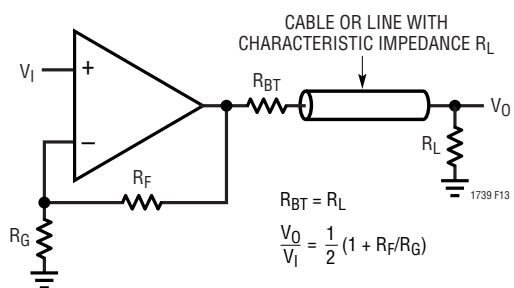 CABLE OR LINE WITH
CHARACTERISTIC IMPEDANCE RL
VI
+
–
RBT
VO
RL
RF
RG
1739 F13
RBT = RL
VO/VI = 1/2 (1 + RF/RG)